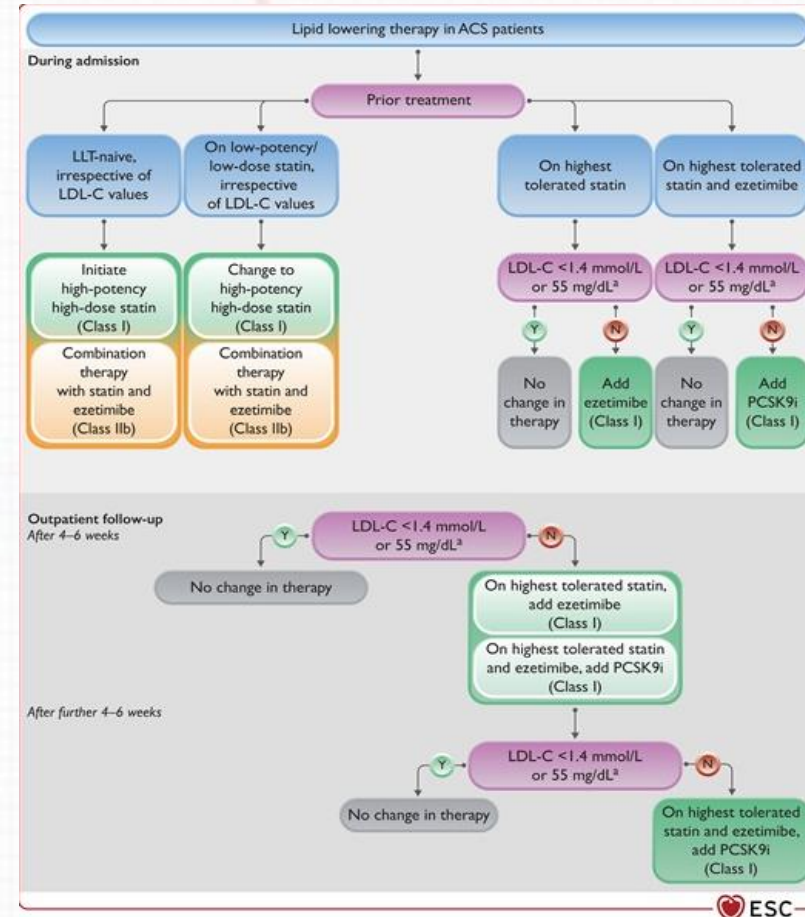 Lipid lowering therapy in ACS patients
During admission
Prior treatment
LLT-naive,
irrespective of
LDL-C values
On low-potency/
low-dose statin,
irrespective
of LDL-C values
On highest
tolerated statin
On highest tolerated
statin and ezetimibe
Initiate
high-potency
high-dose statin
(Class I)
Combination
therapy
with statin and
ezetimibe
(Class IIb)
Change to
high-potency
high-dose statin
(Class I)
Combination
therapy
with statin and
ezetimibe
(Class IIb)
LDL-C <1.4 mmol/L
or 55 mg/dLª
LDL-C <1.4 mmol/L
or 55 mg/dLª
Y
N
Y
N
No
change in
therapy
Add
ezetimibe
(Class I)
No
change in
therapy
Add
PCSK9i
(Class I)
Outpatient follow-up
After 4–6 weeks
LDL-C <1.4 mmol/L
or 55 mg/dLª
Y
N
No change in therapy
On highest tolerated statin,
add ezetimibe
(Class I)
On highest tolerated statin
and ezetimibe, add PCSK9i
(Class I)
After further 4–6 weeks
LDL-C <1.4 mmol/L
or 55 mg/dLª
Y
N
No change in therapy
On highest tolerated
statin and ezetimibe,
add PCSK9i
(Class I)
ESC